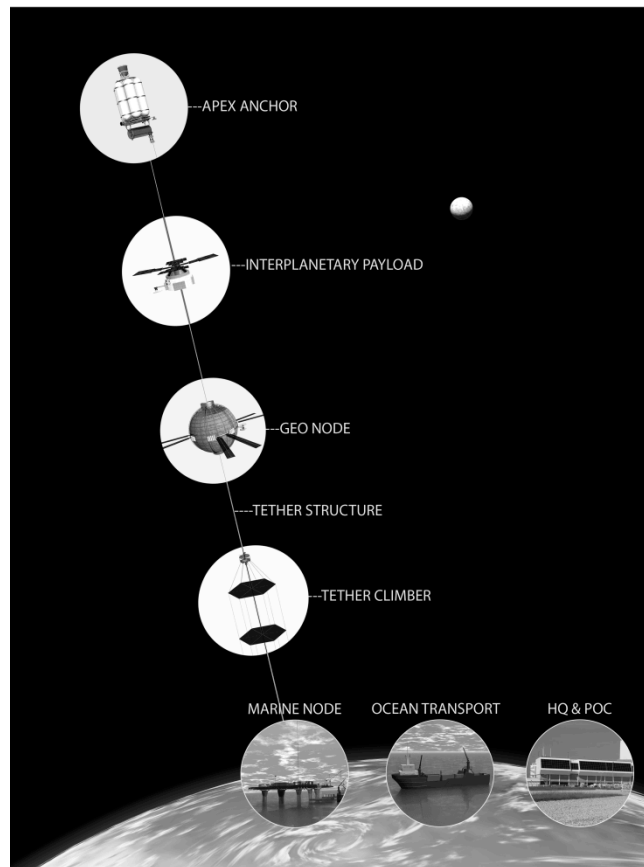 ---APEX ANCHOR
---INTERPLANETARY PAYLOAD
---GEO NODE
----TETHER STRUCTURE
---TETHER CLIMBER
MARINE NODE
OCEAN TRANSPORT
HQ & POC